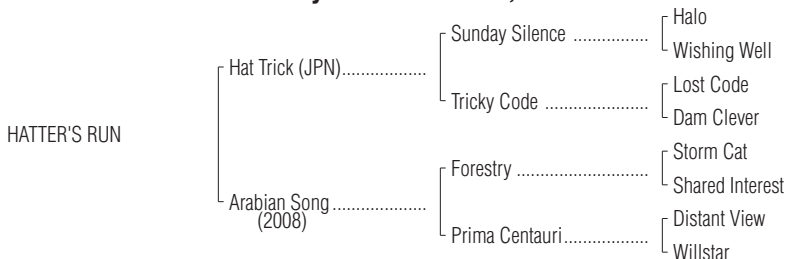 Halo
Sunday Silence ................
Wishing Well
Hat Trick (JPN)..................
Lost Code
Tricky Code ......................
Dam Clever
HATTER'S RUN
Storm Cat
Forestry ............................
Shared Interest
Arabian Song ....................
(2008)
Distant View
Prima Centauri..................
Willstar